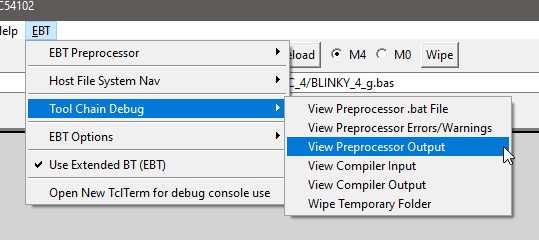 C54102
Help EBT
EBT Preprocessor
Host File System Nav
Tool Chain Debug
EBT Options
Use Extended BT (EBT)
Open New TclTerm for debug console use
load M4 M0 Wipe
C_4/BLINKY_4_g.bas
View Preprocessor .bat File
View Preprocessor Errors/Warnings
View Preprocessor Output
View Compiler Input
View Compiler Output
Wipe Temporary Folder